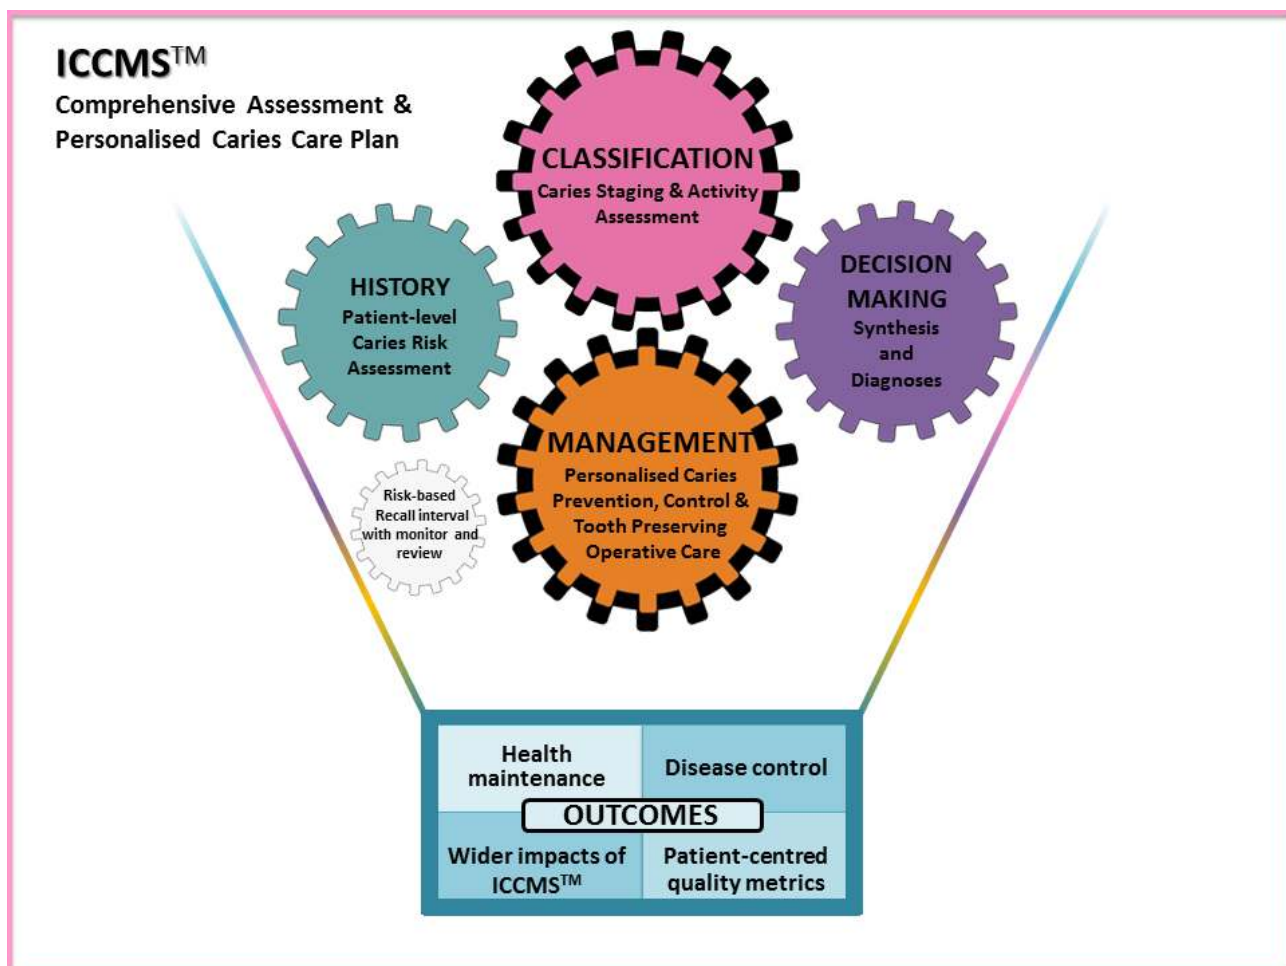 ICCMS™
Comprehensive Assessment &
Personalised Caries Care Plan
CLASSIFICATION
Caries Staging & Activity
Assessment
HISTORY
Patient-level
Caries Risk
Assessment
DECISION
MAKING
Synthesis
and
Diagnoses
MANAGEMENT
Personalised Caries
Prevention, Control &
Tooth Preserving
Operative Care
Risk-based
Recall interval
with monitor and
review
Health
maintenance
Disease control
OUTCOMES
Wider impacts of
ICCMS™
Patient-centred
quality metrics